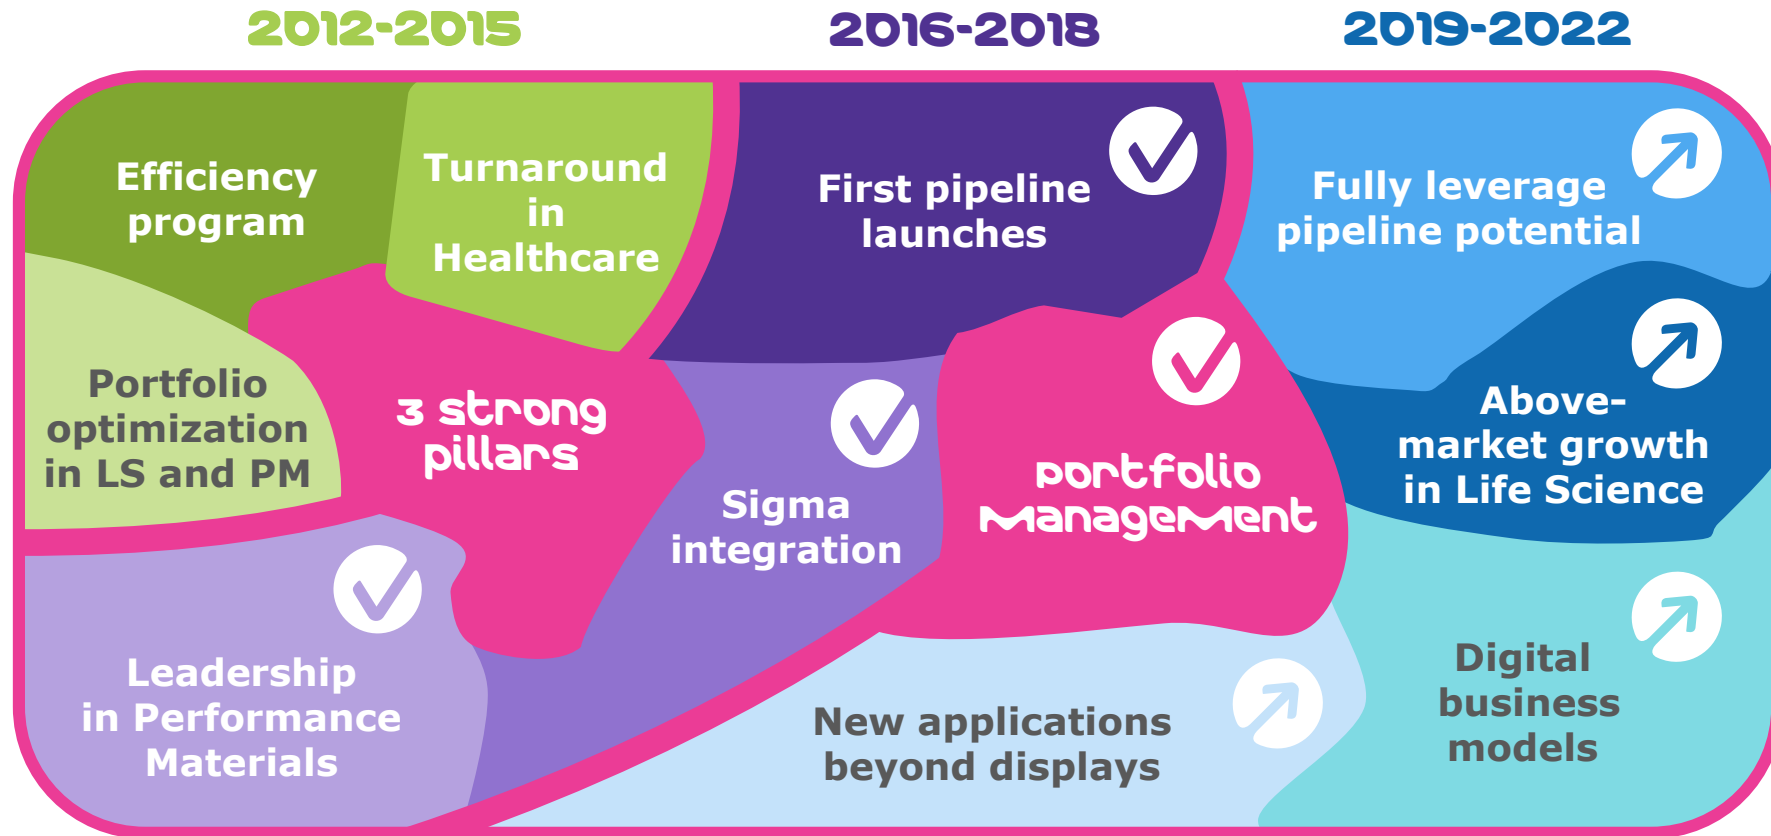 2012-2015
2016-2018
2019-2022
Efficiency
program
Turnaround
in
Healthcare
First pipeline
launches
Fully leverage
pipeline potential
Portfolio
optimization
in LS and PM
3 strong
pillars
Sigma
integration
portfolio
management
Above-
market growth
in Life Science
Leadership
in Performance
Materials
New applications
beyond displays
Digital
business
models